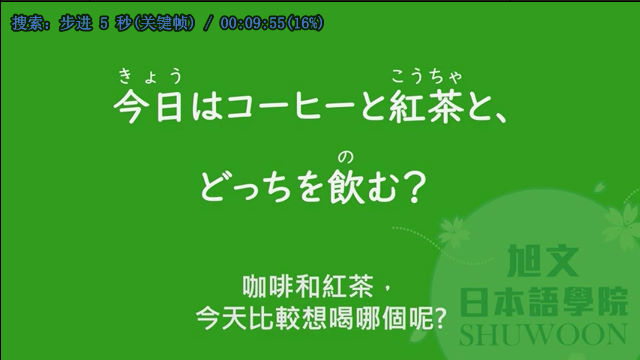 搜索: 步进 5 秒(关键帧) / 00:09:55(16%)
きょう こうちゃ
今日はコーヒーと紅茶と、
の
どっちを飲む?
咖啡和紅茶，
今天比較想喝哪個呢?
旭文
日本語學院
SHUWOON